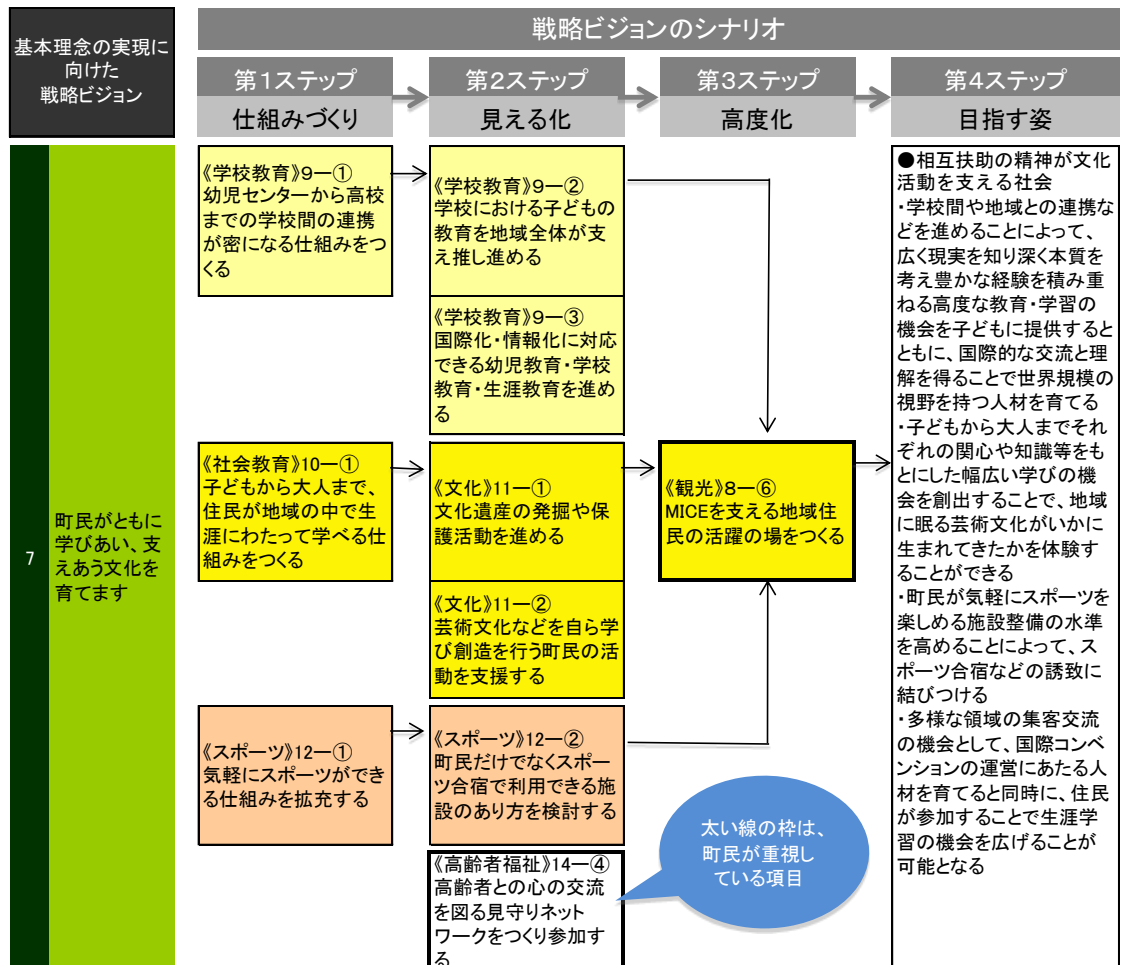 基本理念の実現に
向けた
戦略ビジョン
戦略ビジョンのシナリオ
第1ステップ
仕組みづくり
第2ステップ
見える化
第3ステップ
高度化
第4ステップ
目指す姿
7
町民がともに
学びあい、支
えあう文化を
育てます
《学校教育》9―①
幼児センターから高校
までの学校間の連携
が密になる仕組みをつ
くる
《学校教育》9―②
学校における子どもの
教育を地域全体が支
え推し進める
《学校教育》9―③
国際化・情報化に対応
できる幼児教育・学校
教育・生涯教育を進め
る
《社会教育》10―①
子どもから大人まで、
住民が地域の中で生
涯にわたって学べる仕
組みをつくる
《文化》11―①
文化遺産の発掘や保
護活動を進める
《文化》11―②
芸術文化などを自ら学
び創造を行う町民の活
動を支援する
《観光》8―⑥
MICEを支える地域住
民の活躍の場をつくる
《スポーツ》12―①
気軽にスポーツができ
る仕組みを拡充する
《スポーツ》12―②
町民だけでなくスポー
ツ合宿で利用できる施
設のあり方を検討する
《高齢者福祉》14―④
高齢者との心の交流
を図る見守りネット
ワークをつくり参加す
る
太い線の枠は、
町民が重視し
ている項目
●相互扶助の精神が文化
活動を支える社会
・学校間や地域との連携な
どを進めることによって、
広く現実を知り深く本質を
考え豊かな経験を積み重
ねる高度な教育・学習の
機会を子どもに提供すると
ともに、国際的な交流と理
解を得ることで世界規模の
視野を持つ人材を育てる
・子どもから大人までそれ
ぞれの関心や知識等をも
とにした幅広い学びの機
会を創出することで、地域
に眠る芸術文化がいかに
生まれてきたかを体験す
ることができる
・町民が気軽にスポーツを
楽しめる施設整備の水準
を高めることによって、ス
ポーツ合宿などの誘致に
結びつける
・多様な領域の集客交流
の機会として、国際コンベ
ンションの運営にあたる人
材を育てると同時に、住民
が参加することで生涯学
習の機会を広げることが
可能となる